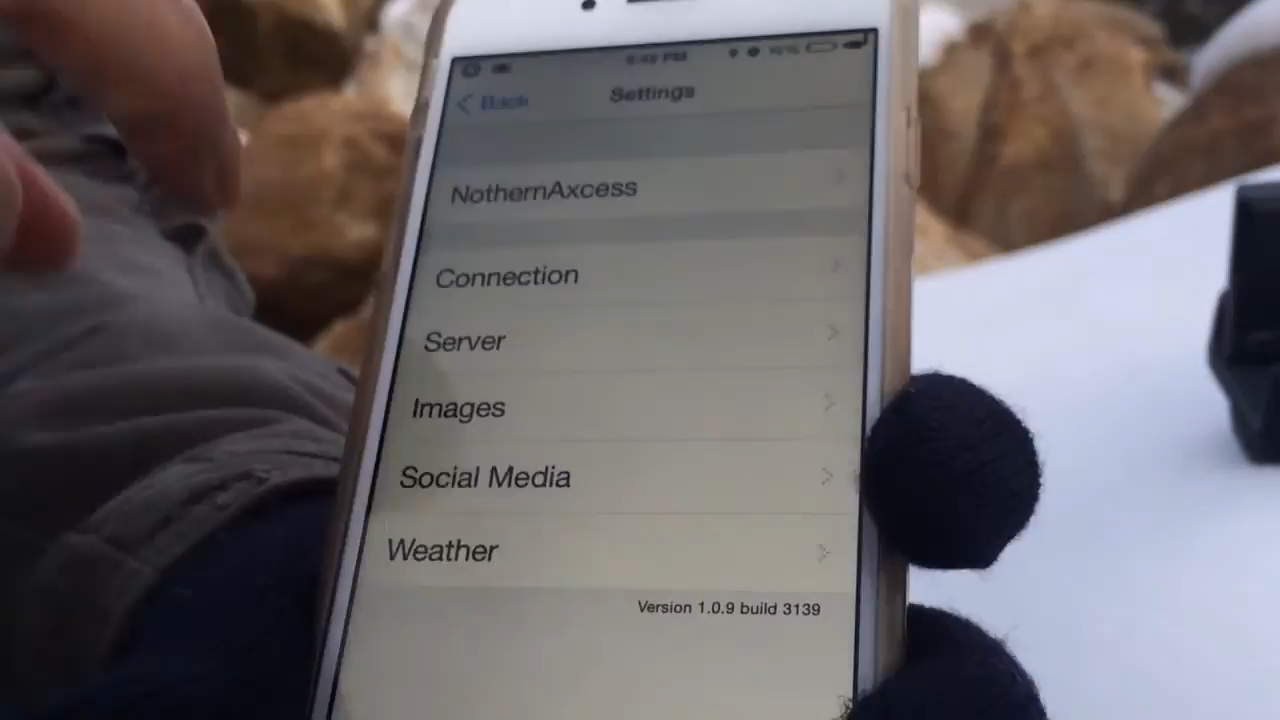 Back
Settings
NothernAxcess
Connection
Server
Images
Social Media
Weather
Version 1.0.9 build 3139